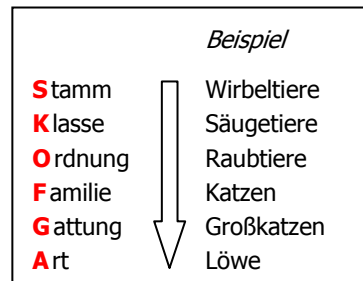 Beispiel
Stamm Wirbeltiere
Klasse Säugetiere
Ordnung Raubtiere
Familie Katzen
Gattung Großkatzen
Art Löwe